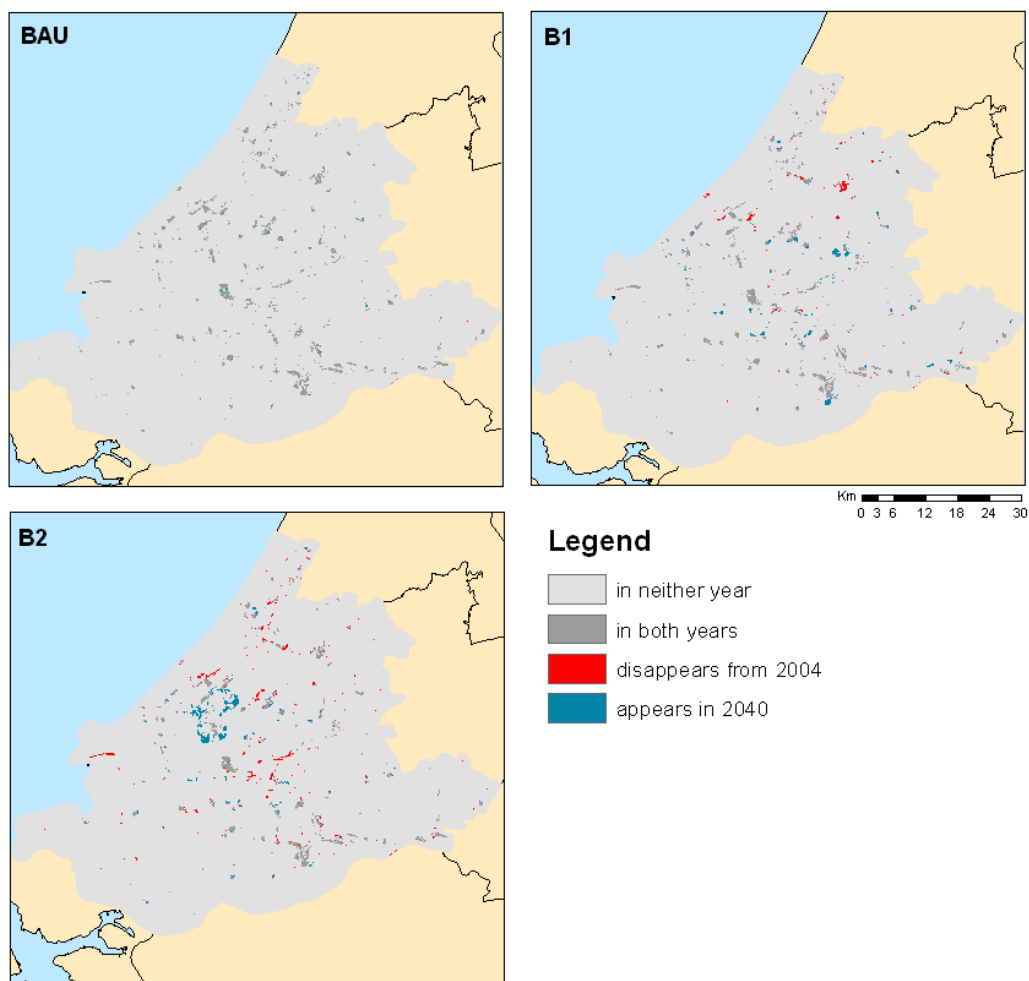 BAU
B1
Km
0 3 6 12 18 24 30
B2
Legend
in neither year
in both years
disappears from 2004
appears in 2040